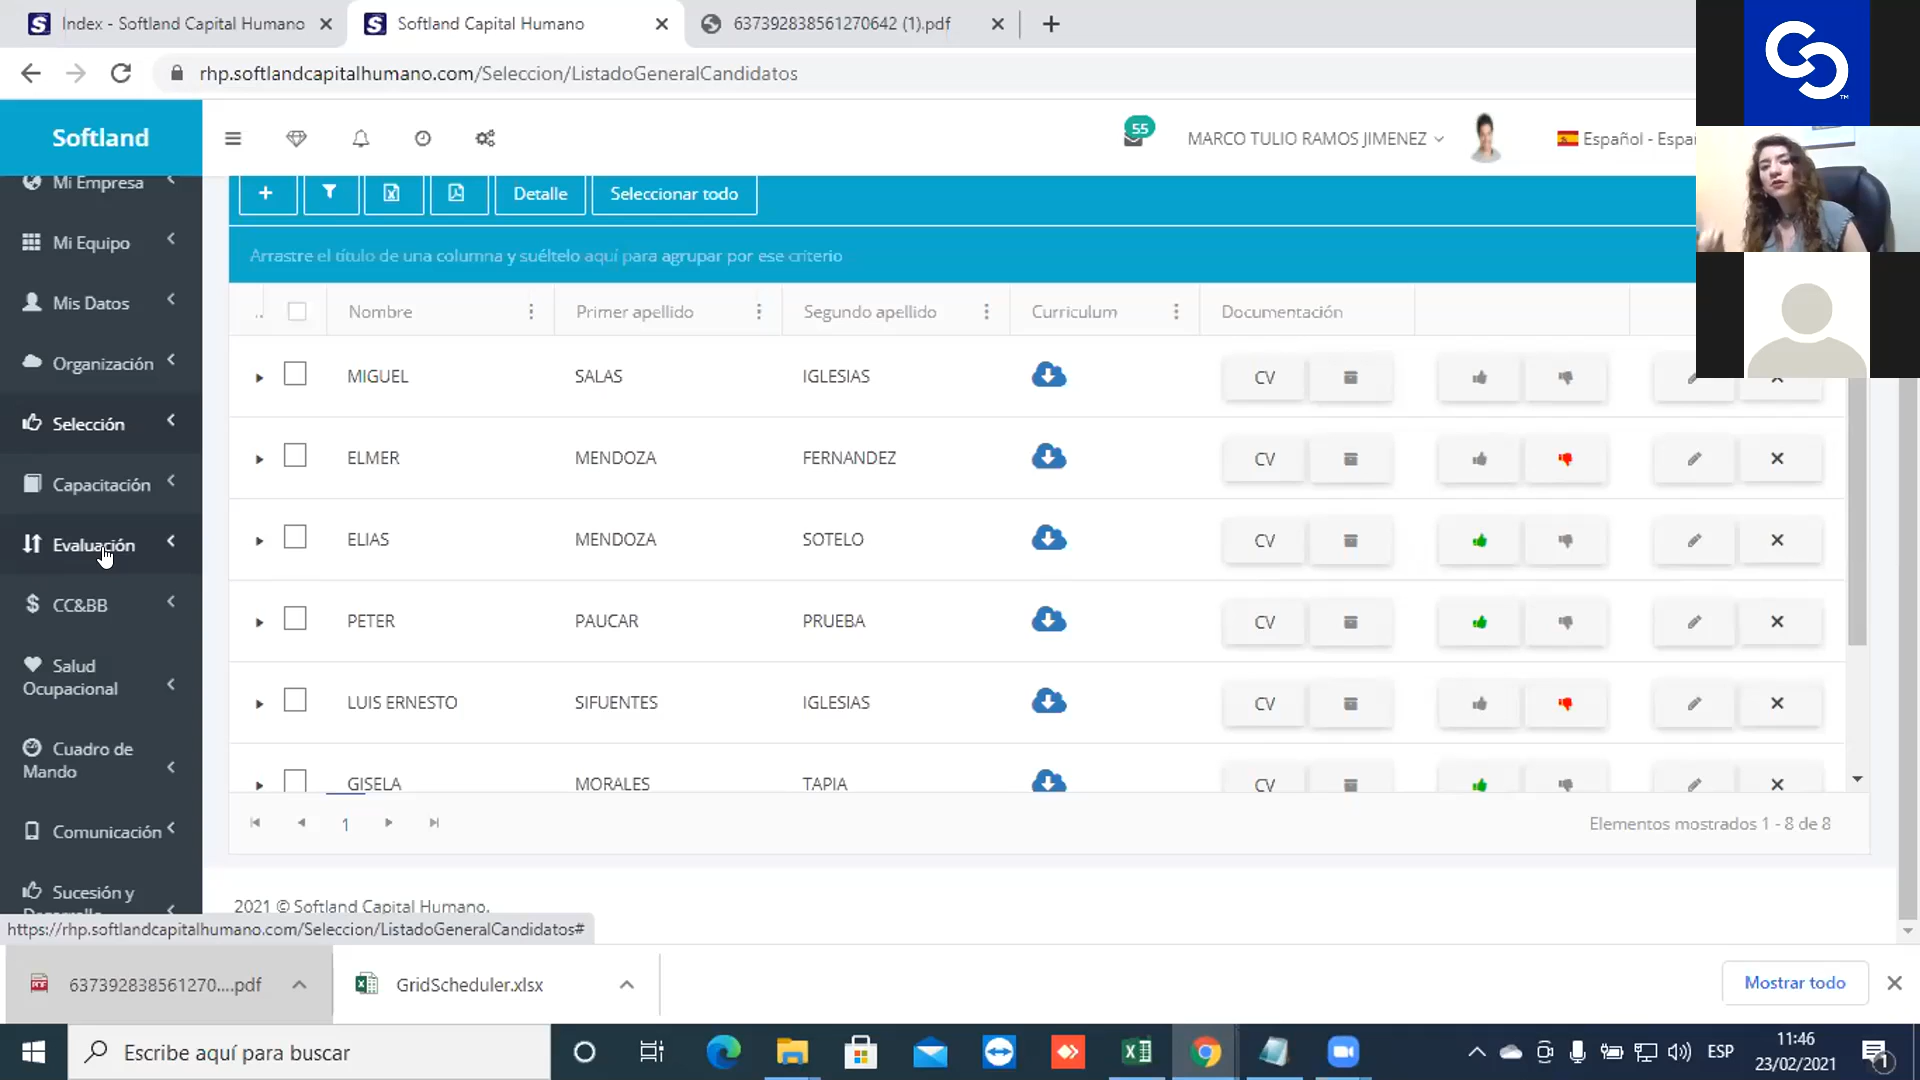 Index - Softland Capital Humano
Softland Capital Humano
637392838561270642 (1).pdf
rhp.softlandcapitalhumano.com/Seleccion/ListadoGeneralCandidatos
Softland
55
MARCO TULIO RAMOS JIMENEZ
Español - Espa
Mi Empresa
Mi Equipo
Mis Datos
Organización
Selección
Capacitación
Evaluación
CC&BB
Salud
Ocupacional
Cuadro de
Mando
Comunicación
Sucesión y
Detalle
Seleccionar todo
Arrastre el título de una columna y suéltelo aquí para agrupar por ese criterio
.. Nombre Primer apellido Segundo apellido Curriculum Documentación
MIGUEL SALAS IGLESIAS CV
ELMER MENDOZA FERNANDEZ CV
ELIAS MENDOZA SOTELO CV
PETER PAUCAR PRUEBA CV
LUIS ERNESTO SIFUENTES IGLESIAS CV
GISELA MORALES TAPIA CV
1
Elementos mostrados 1 - 8 de 8
2021 © Softland Capital Humano.
https://rhp.softlandcapitalhumano.com/Seleccion/ListadoGeneralCandidatos#
637392838561270....pdf
GridScheduler.xlsx
Mostrar todo
Escribe aquí para buscar
ESP
11:46
23/02/2021
1